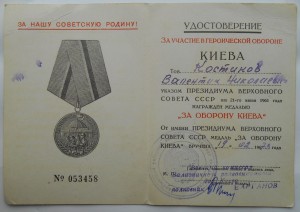 ЗА НАШУ СОВЕТСКУЮ РОДИНУ!
№ 053458
УДОСТОВЕРЕНИЕ
ЗА УЧАСТИЕ В ГЕРОИЧЕСКОЙ ОБОРОНЕ
КИЕВА
Тов. Костиков
Валентин Николаевич
УКАЗОМ ПРЕЗИДИУМА ВЕРХОВНОГО
СОВЕТА СССР от 21-го июня 1961 года
НАГРАЖДЕН МЕДАЛЬЮ
„ЗА ОБОРОНУ КИЕВА"
От имени ПРЕЗИДИУМА ВЕРХОВНОГО
СОВЕТА СССР МЕДАЛЬ „ЗА ОБОРОНУ
КИЕВА" ВРУЧЕНА